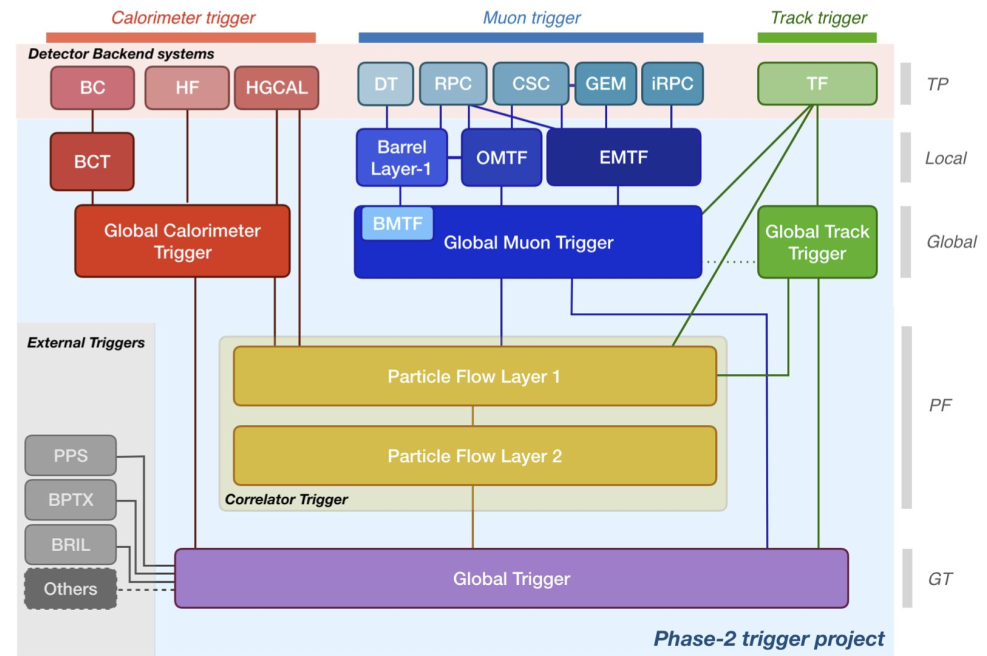 Calorimeter trigger
Muon trigger
Track trigger
Detector Backend systems
BC
HF
HGCAL
DT
RPC
CSC
GEM
iRPC
TF
TP
BCT
Barrel
Layer-1
OMTF
EMTF
Local
Global Calorimeter
Trigger
BMTF
Global Muon Trigger
Global Track
Trigger
Global
External Triggers
Particle Flow Layer 1
PF
Particle Flow Layer 2
Correlator Trigger
PPS
BPTX
BRIL
Others
Global Trigger
GT
Phase-2 trigger project